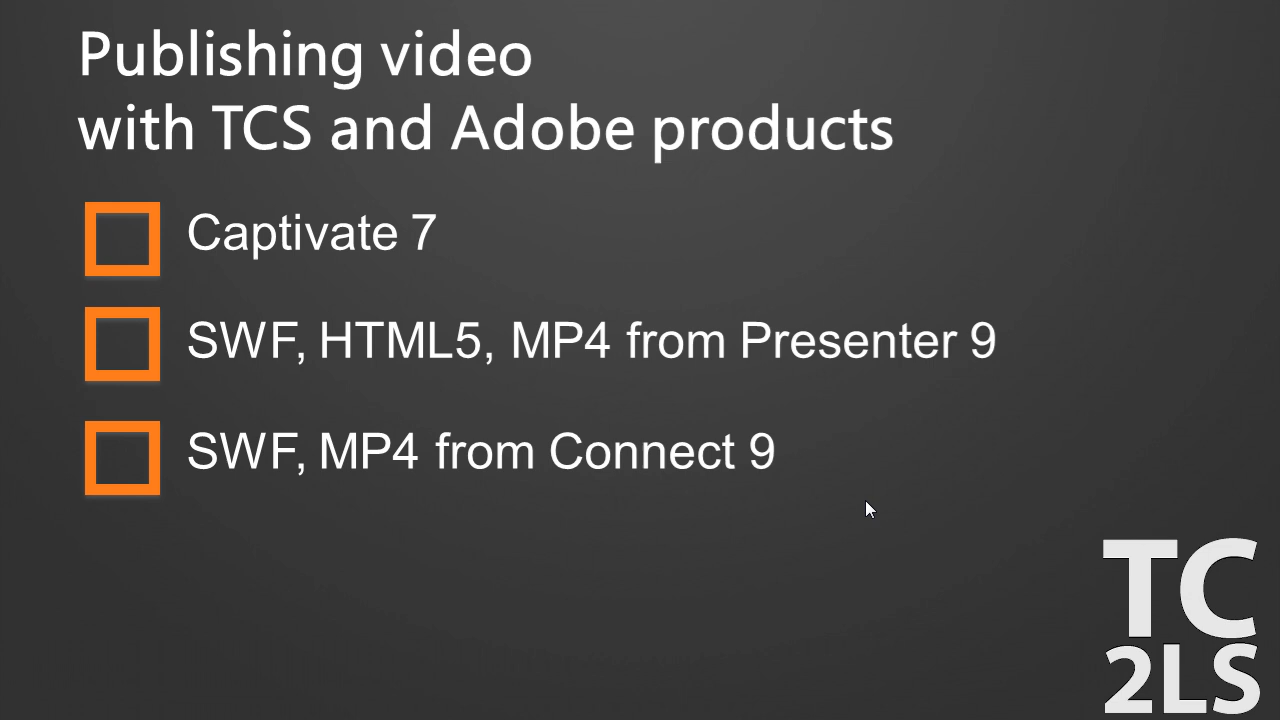 Publishing video
with TCS and Adobe products
Captivate 7
SWF, HTML5, MP4 from Presenter 9
SWF, MP4 from Connect 9
TC
2LS